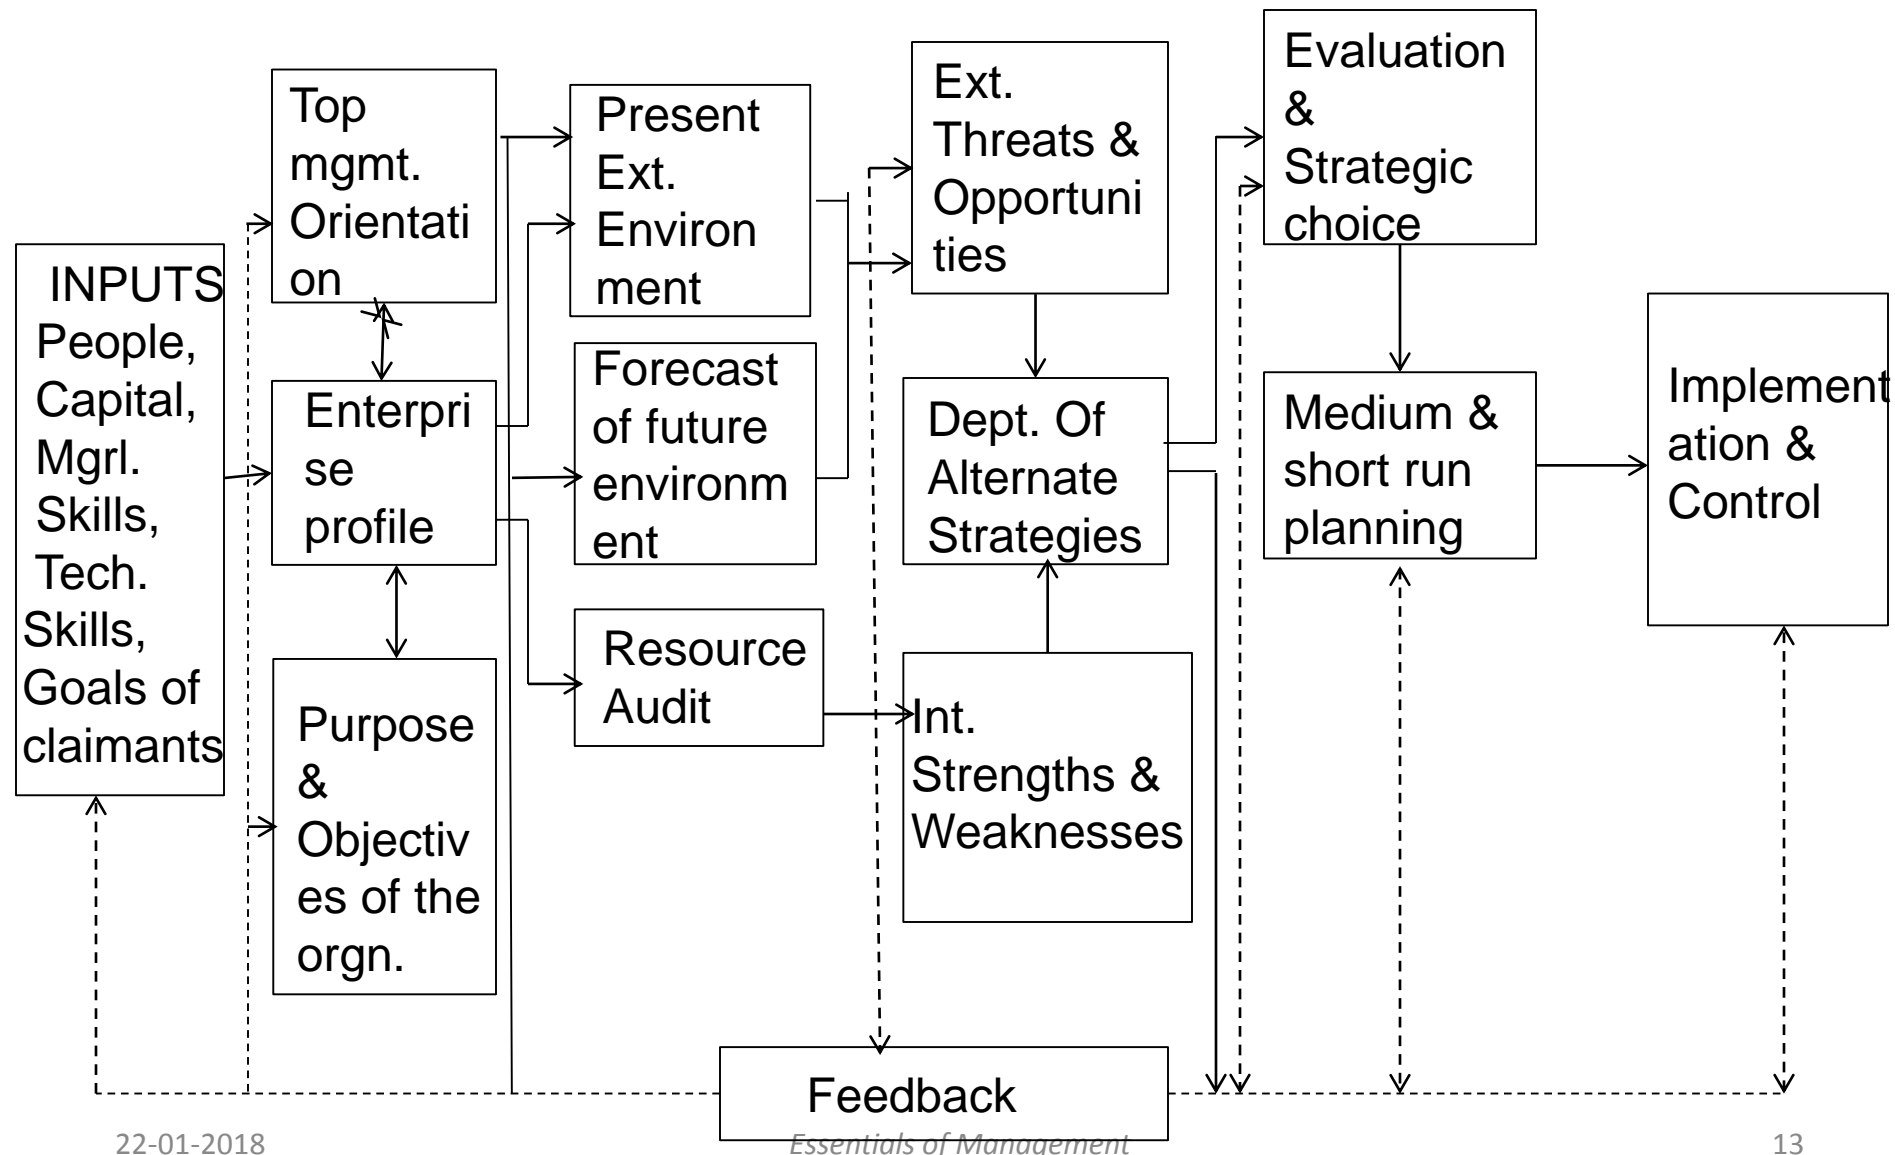 INPUTS
People,
Capital,
Mgrl.
Skills,
Tech.
Skills,
Goals of
claimants
Top
mgmt.
Orientati
on
Enterpri
se
profile
Purpose
&
Objectiv
es of the
orgn.
Present
Ext.
Environ
ment
Forecast
of future
environm
ent
Resource
Audit
Ext.
Threats &
Opportuni
ties
Dept. Of
Alternate
Strategies
Int.
Strengths &
Weaknesses
Evaluation
&
Strategic
choice
Medium &
short run
planning
Implement
ation &
Control
Feedback
22-01-2018
Essentials of Management
13